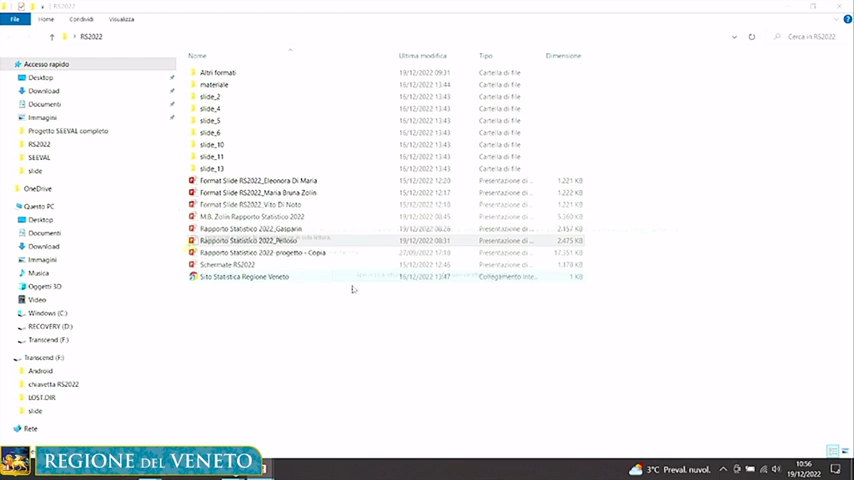 RS2022
File Home Condividi Visualizza
RS2022 Cerca in RS2022
Nome Ultima modifica Tipo Dimensione
Accesso rapido
Desktop
Download
Documenti
Immagini
Progetto SEEVAL completo
RS2022
SEEVAL
slide
OneDrive
Questo PC
Desktop
Documenti
Download
Immagini
Musica
Oggetti 3D
Video
Windows (C:)
RECOVERY (D:)
Transcend (F:)
Transcend (F:)
Android
chiavetta RS2022
LOST.DIR
slide
Rete
Altri formati 19/12/2022 09:31 Cartella di file
materiale 16/12/2022 13:44 Cartella di file
slide_2 16/12/2022 13:43 Cartella di file
slide_4 16/12/2022 13:43 Cartella di file
slide_5 16/12/2022 13:43 Cartella di file
slide_6 16/12/2022 13:43 Cartella di file
slide_10 16/12/2022 13:43 Cartella di file
slide_11 16/12/2022 13:43 Cartella di file
slide_13 16/12/2022 13:43 Cartella di file
Format Slide RS2022_Eleonora Di Maria 15/12/2022 12:20 Presentazione di ... 1.221 KB
Format Slide RS2022_Maria Bruna Zolin 15/12/2022 12:17 Presentazione di ... 1.222 KB
Format Slide RS2022_Vito Di Noto 15/12/2022 12:18 Presentazione di ... 1.221 KB
M.B. Zolin Rapporto Statistico 2022 19/12/2022 08:45 Presentazione di ... 5.360 KB
Rapporto Statistico 2022_Gasparin 19/12/2022 Presentazione di ... 2.457 KB
Rapporto Statistico 2022_Pelloso 19/12/2022 08:31 Presentazione di ... 2.475 KB
Rapporto Statistico 2022-progetto - Copia 27/09/2022 17:18 Presentazione di ... 17.351 KB
Schermate RS2022 15/12/2022 12:46 Presentazione di ... 1.178 KB
Sito Statistica Regione Veneto 16/12/2022 13:47 Collegamento Inte... 1 KB
REGIONE DEL VENETO
3°C Preval. nuvol. 10:56
19/12/2022